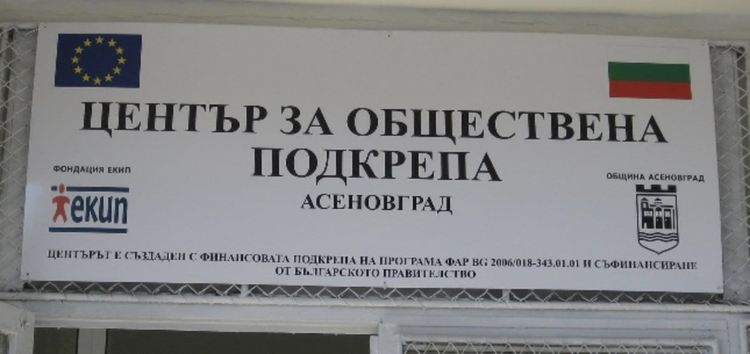 ЦЕНТЪР ЗА ОБЩЕСТВЕНА
ПОДКРЕПА
АСЕНОВГРАД
ФОНДАЦИЯ ЕКИП
екип
ОБЩИНА АСЕНОВГРАД
ЦЕНТЪРЪТ Е СЪЗДАДЕН С ФИНАНСОВАТА ПОДКРЕПА НА ПРОГРАМА ФАР BG 2006/018-343.01.01 И СЪФИНАНСИРАНЕ
ОТ БЪЛГАРСКОТО ПРАВИТЕЛСТВО